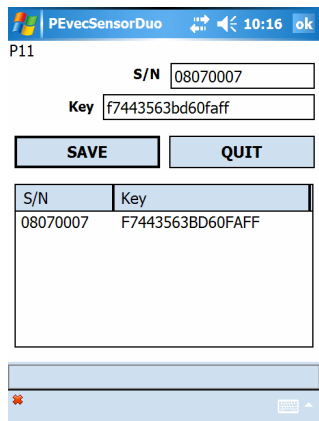 PEvecSensorDuo 10:16 ok
P11
S/N 08070007
Key f7443563bd60faff
SAVE QUIT
S/N Key
08070007 F7443563BD60FAFF